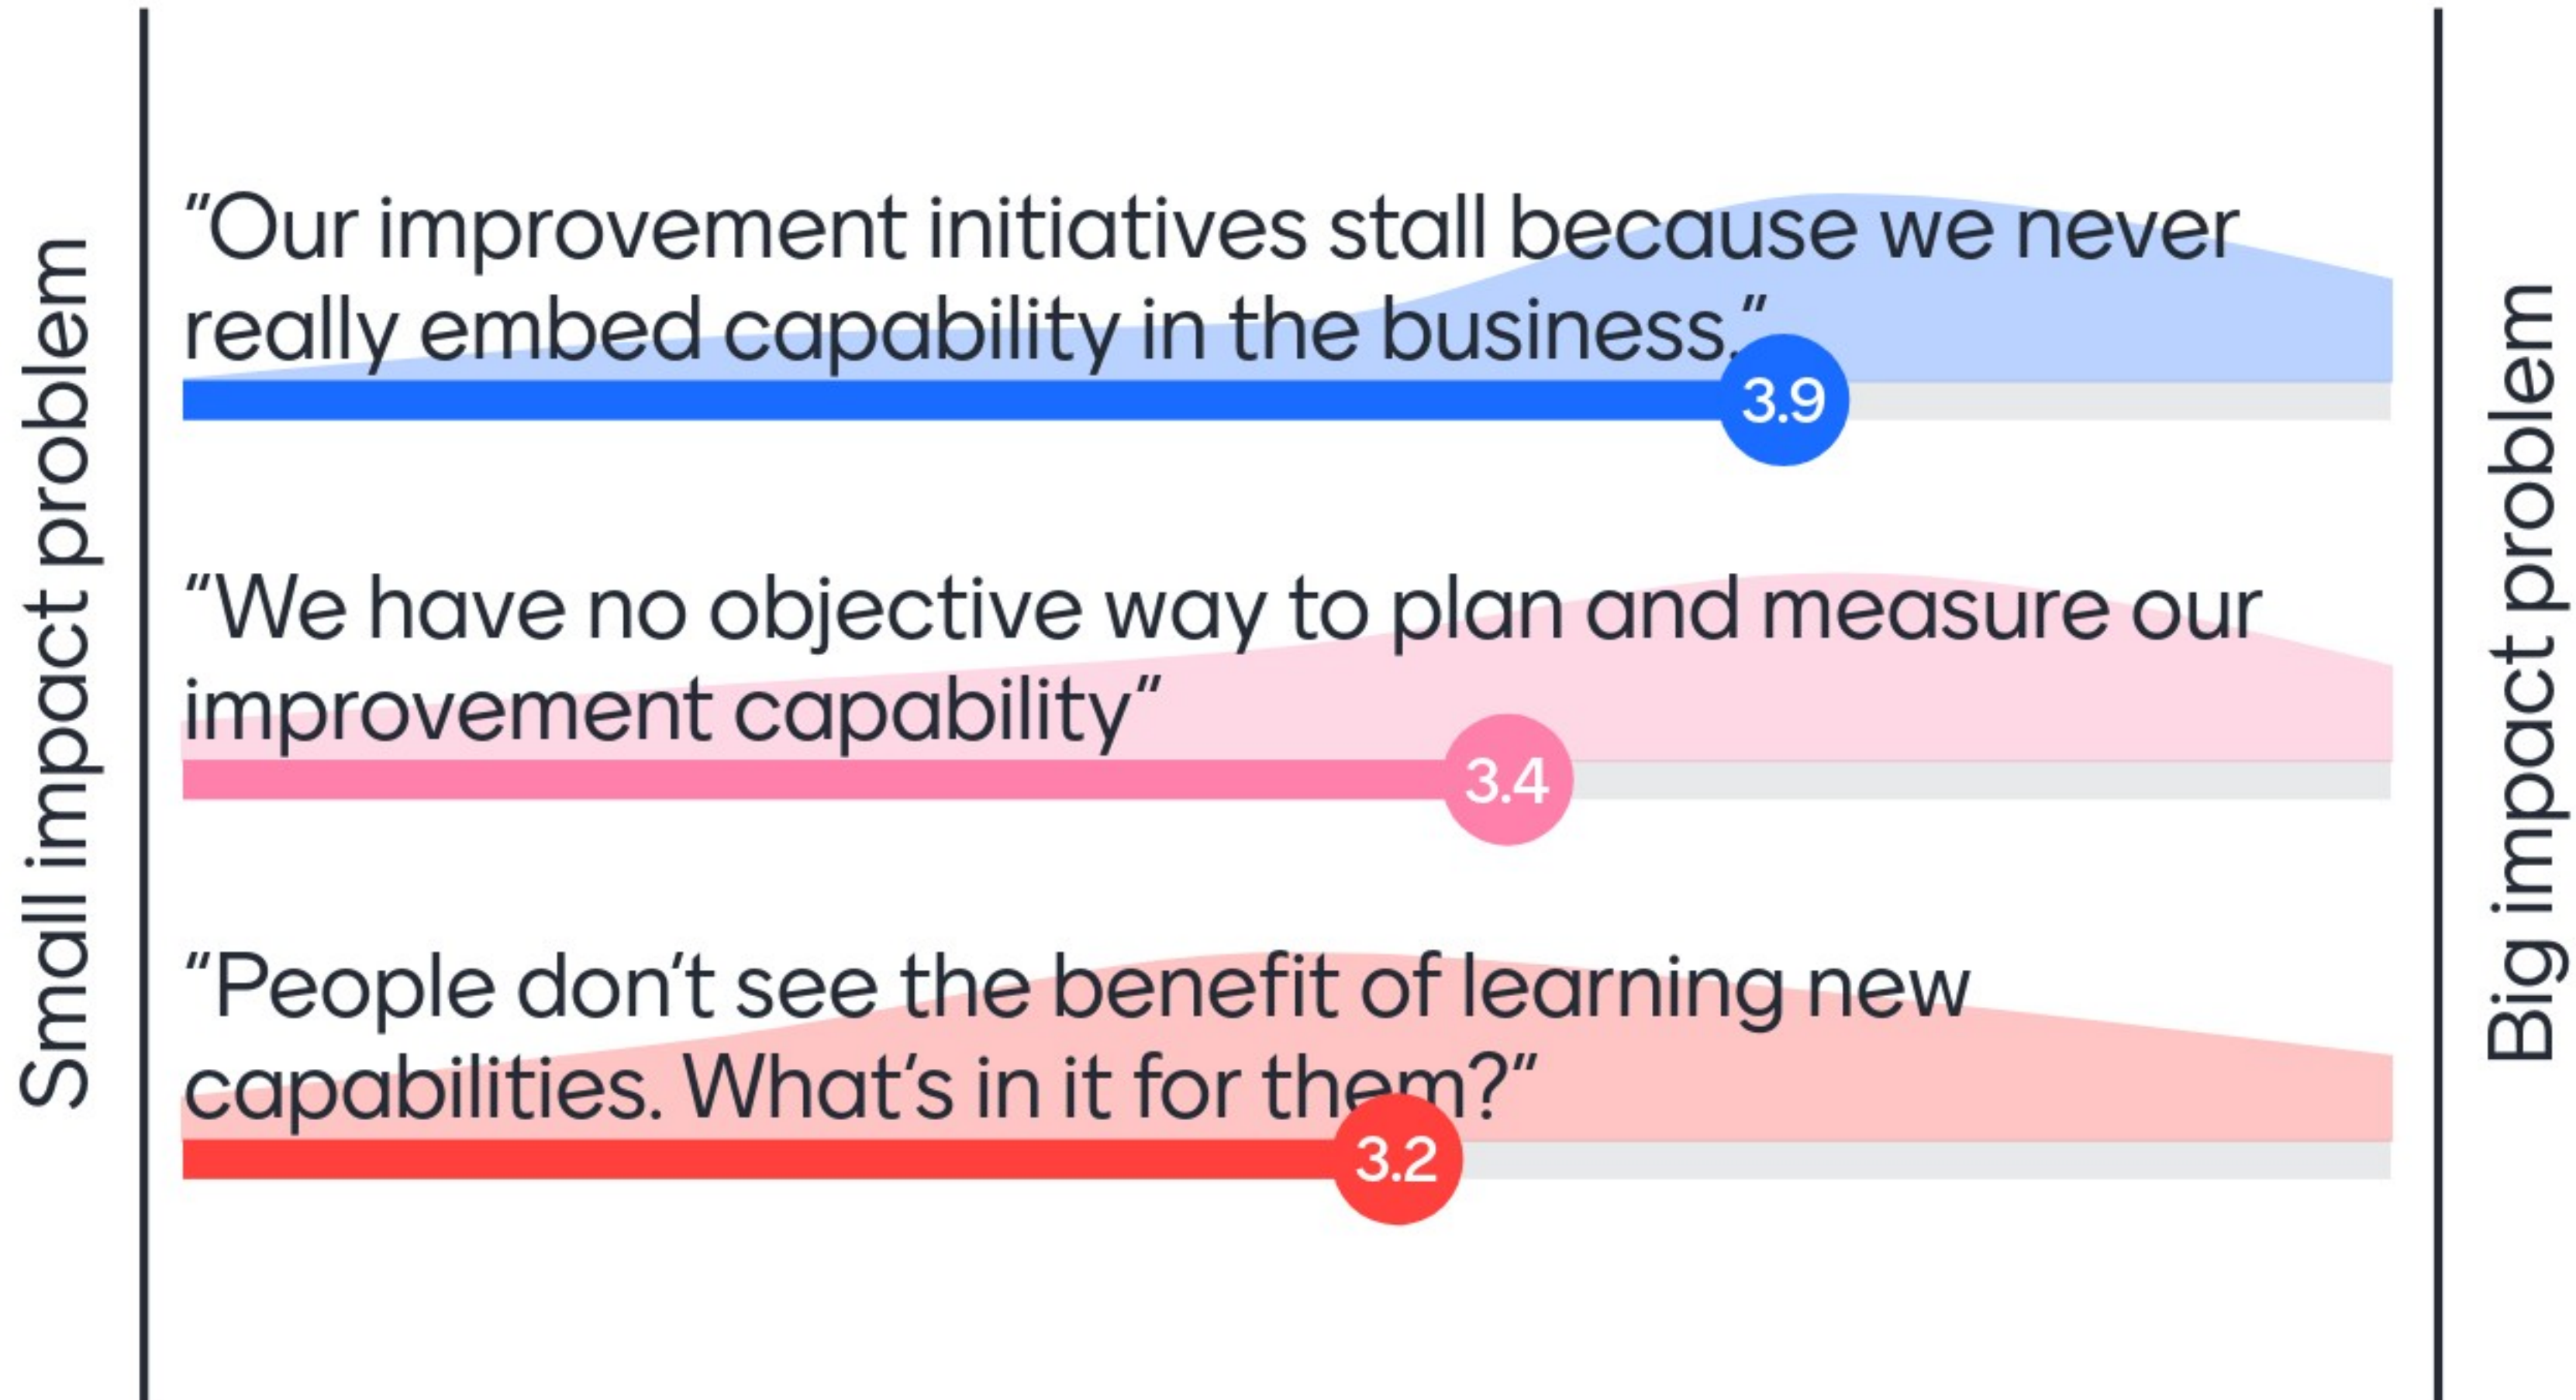 Small impact problem
"Our improvement initiatives stall because we never
really embed capability in the business."
3.9
"We have no objective way to plan and measure our
improvement capability"
3.4
"People don't see the benefit of learning new
capabilities. What's in it for them?"
3.2
Big impact problem